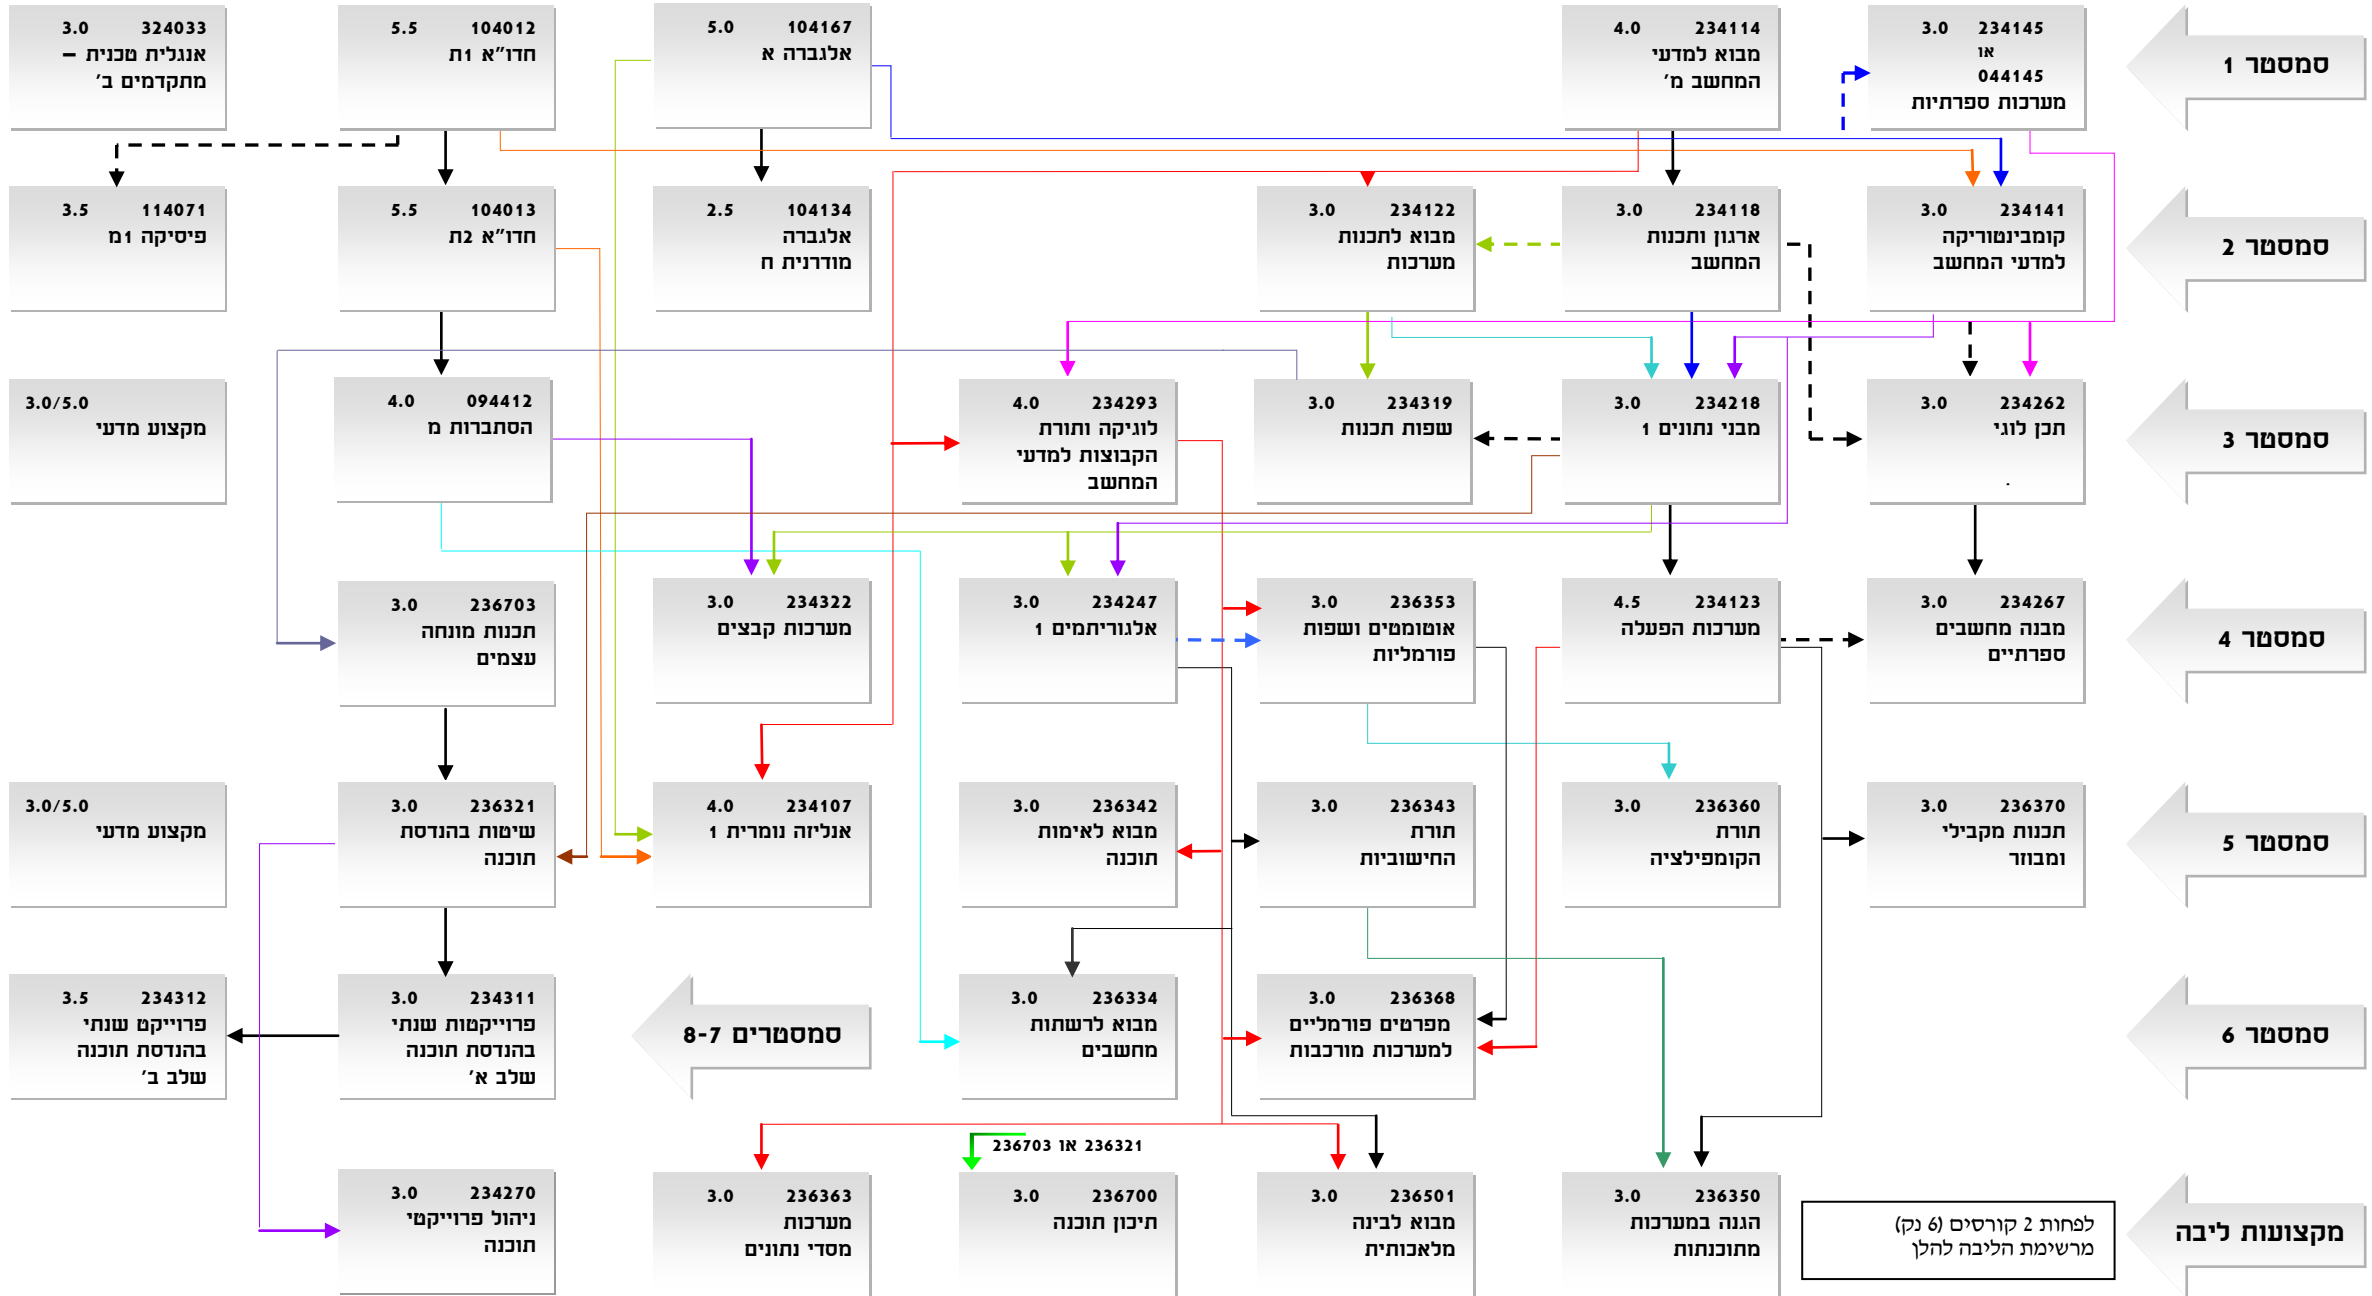 סמסטר 1
234145 3.0
או
044145
מערכות ספרתיות
234114 4.0
מבוא למדעי
המחשב מ'
104167 5.0
אלגברה א
104012 5.5
חדו"א 1ת
324033 3.0
אנגלית טכנית –
מתקדמים ב'
סמסטר 2
234141 3.0
קומבינטוריקה
למדעי המחשב
234118 3.0
ארגון ותכנות
המחשב
234122 3.0
מבוא לתכנות
מערכות
104134 2.5
אלגברה
מודרנית ח
104013 5.5
חדו"א 2ת
114071 3.5
פיסיקה 1מ
סמסטר 3
234262 3.0
תכן לוגי
.
234218 3.0
מבני נתונים 1
234319 3.0
שפות תכנות
234293 4.0
לוגיקה ותורת
הקבוצות למדעי
המחשב
094412 4.0
הסתברות מ
3.0/5.0
מקצוע מדעי
סמסטר 4
234267 3.0
מבנה מחשבים
ספרתיים
234123 4.5
מערכות הפעלה
236353 3.0
אוטומטים ושפות
פורמליות
234247 3.0
אלגוריתמים 1
234322 3.0
מערכות קבצים
236703 3.0
תכנות מונחה
עצמים
סמסטר 5
236370 3.0
תכנות מקבילי
ומבוזר
236360 3.0
תורת
הקומפילציה
236343 3.0
תורת
החישוביות
236342 3.0
מבוא לאימות
תוכנה
234107 4.0
אנליזה נומרית 1
236321 3.0
שיטות בהנדסת
תוכנה
3.0/5.0
מקצוע מדעי
סמסטר 6
236368 3.0
מפרטים פורמליים
למערכות מורכבות
236334 3.0
מבוא לרשתות
מחשבים
סמסטרים 8-7
234311 3.0
פרוייקטות שנתי
בהנדסת תוכנה
שלב א'
234312 3.5
פרוייקט שנתי
בהנדסת תוכנה
שלב ב'
מקצועות ליבה
לפחות 2 קורסים (6 נק)
מרשימת הליבה להלן
236350 3.0
הגנה במערכות
מתוכנתות
236501 3.0
מבוא לבינה
מלאכותית
236321 או 236703
236700 3.0
תיכון תוכנה
236363 3.0
מערכות
מסדי נתונים
234270 3.0
ניהול פרוייקטי
תוכנה